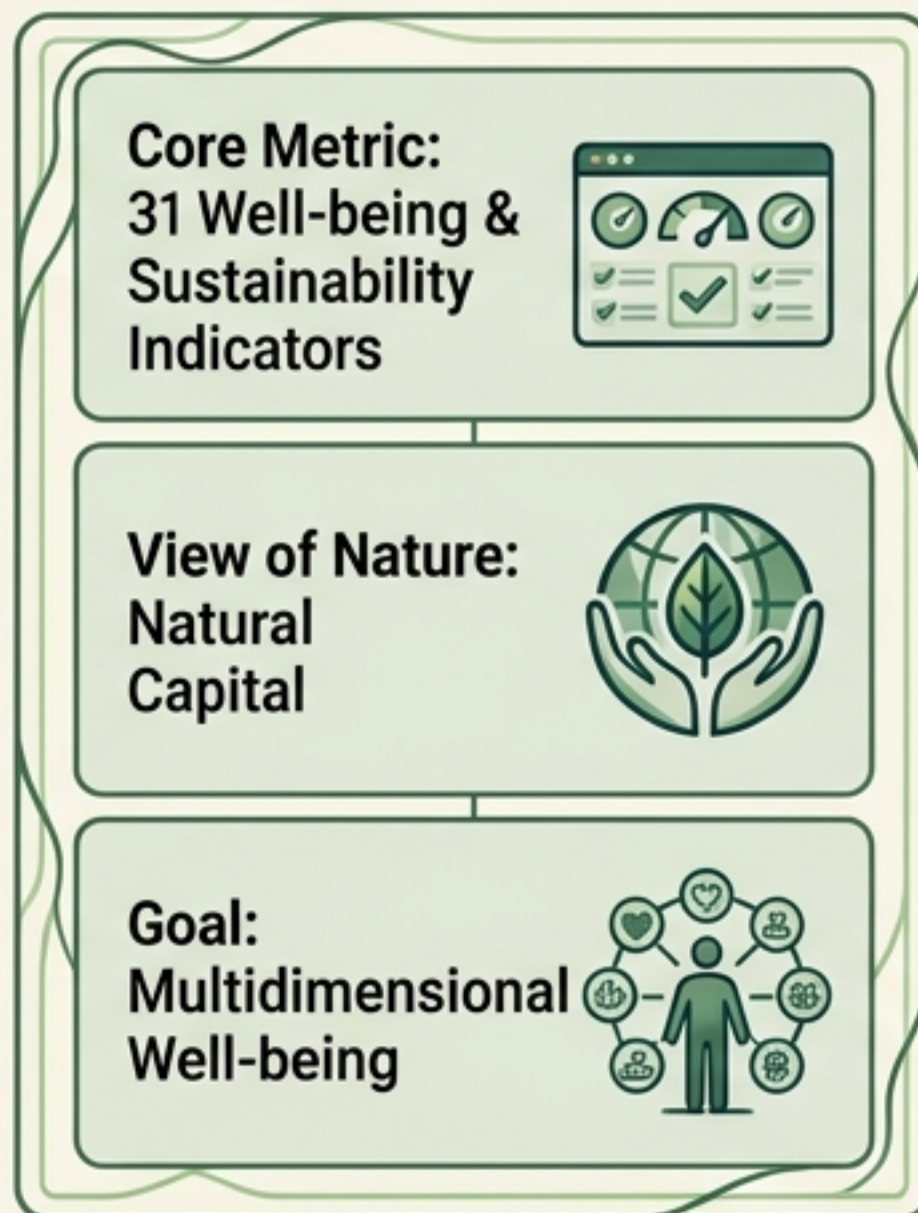 Core Metric:
31 Well-being &
Sustainability
Indicators
View of Nature:
Natural
Capital
Goal:
Multidimensional
Well-being